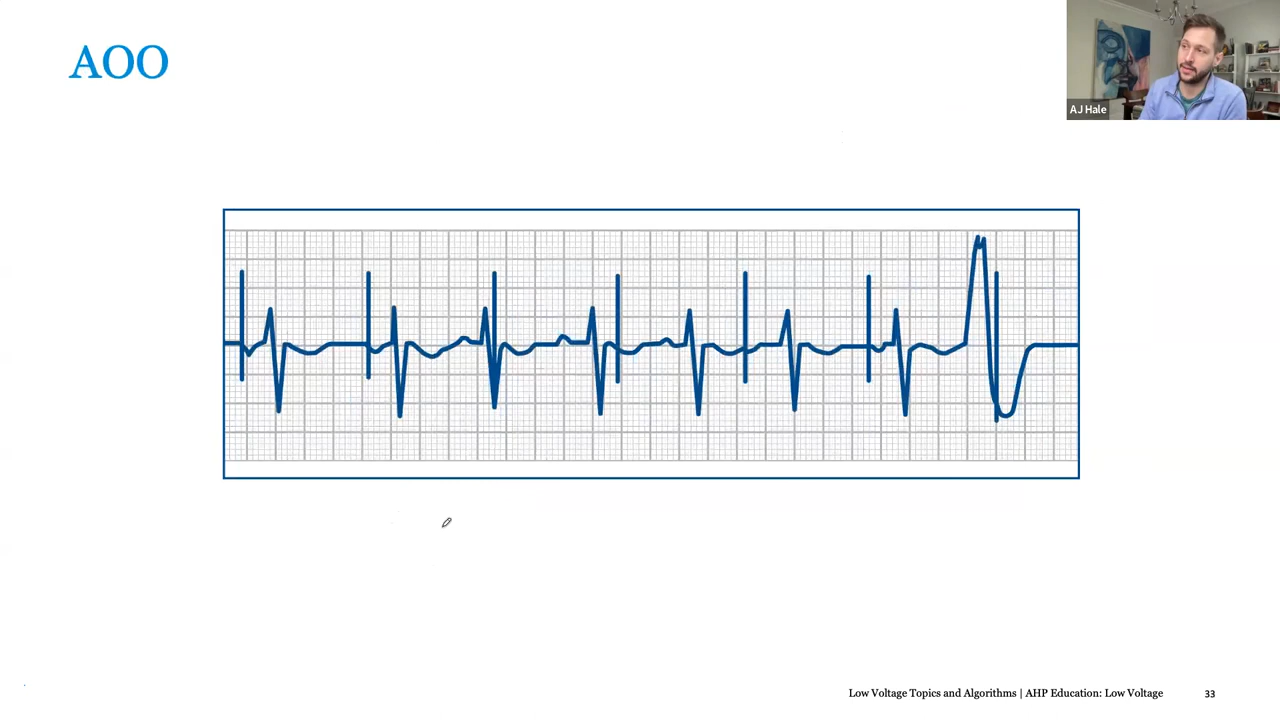 AOO
AJ Hale
Low Voltage Topics and Algorithms | AHP Education: Low Voltage 33